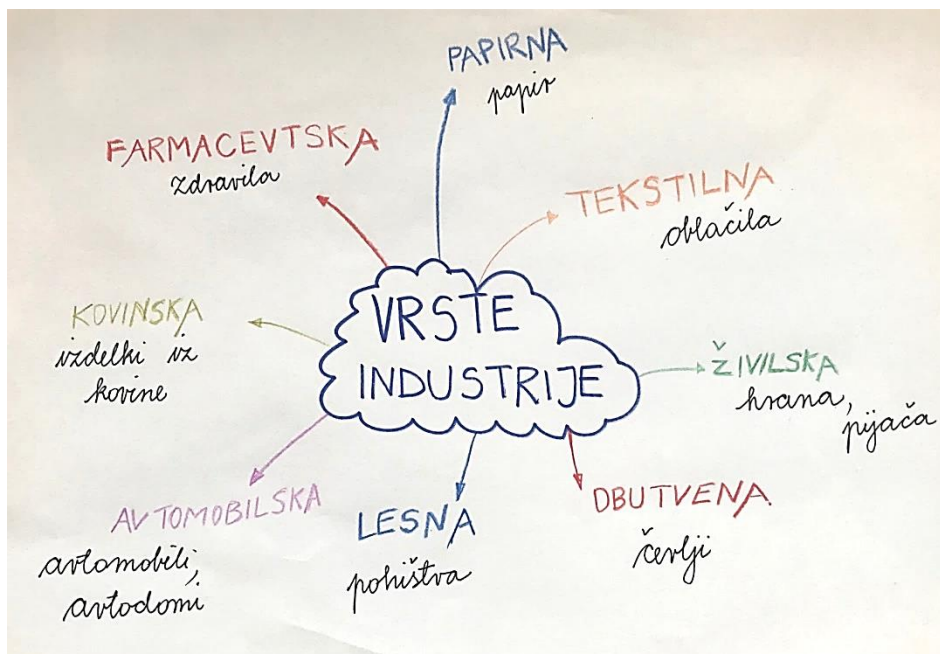 PAPIRNA
papir
FARMACEVTSKA
zdravila
TEKSTILNA
oblačila
VRSTE
INDUSTRIJE
KOVINSKA
izdelki iz
kovine
ŽIVILSKA
hrana,
pijača
AVTOMOBILSKA
avtomobili,
avtodomi
LESNA
pohištva
OBUTVENA
čevlji